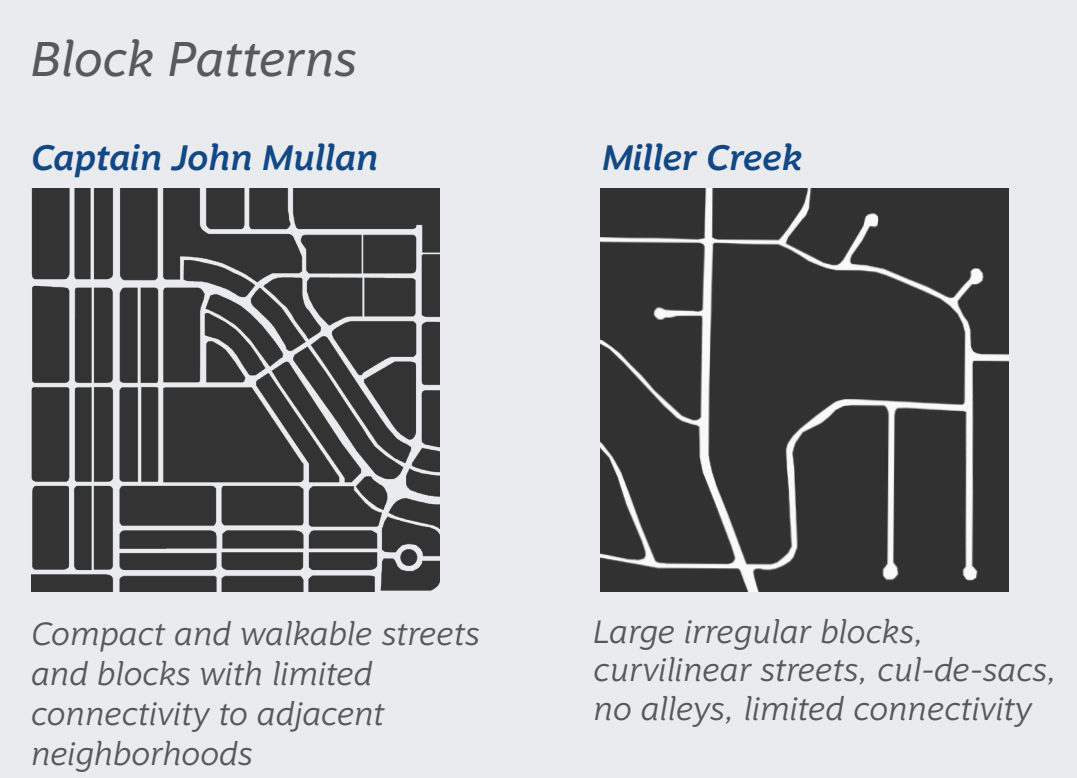 Block Patterns
Captain John Mullan
Miller Creek
Compact and walkable streets
and blocks with limited
connectivity to adjacent
neighborhoods
Large irregular blocks,
curvilinear streets, cul-de-sacs,
no alleys, limited connectivity